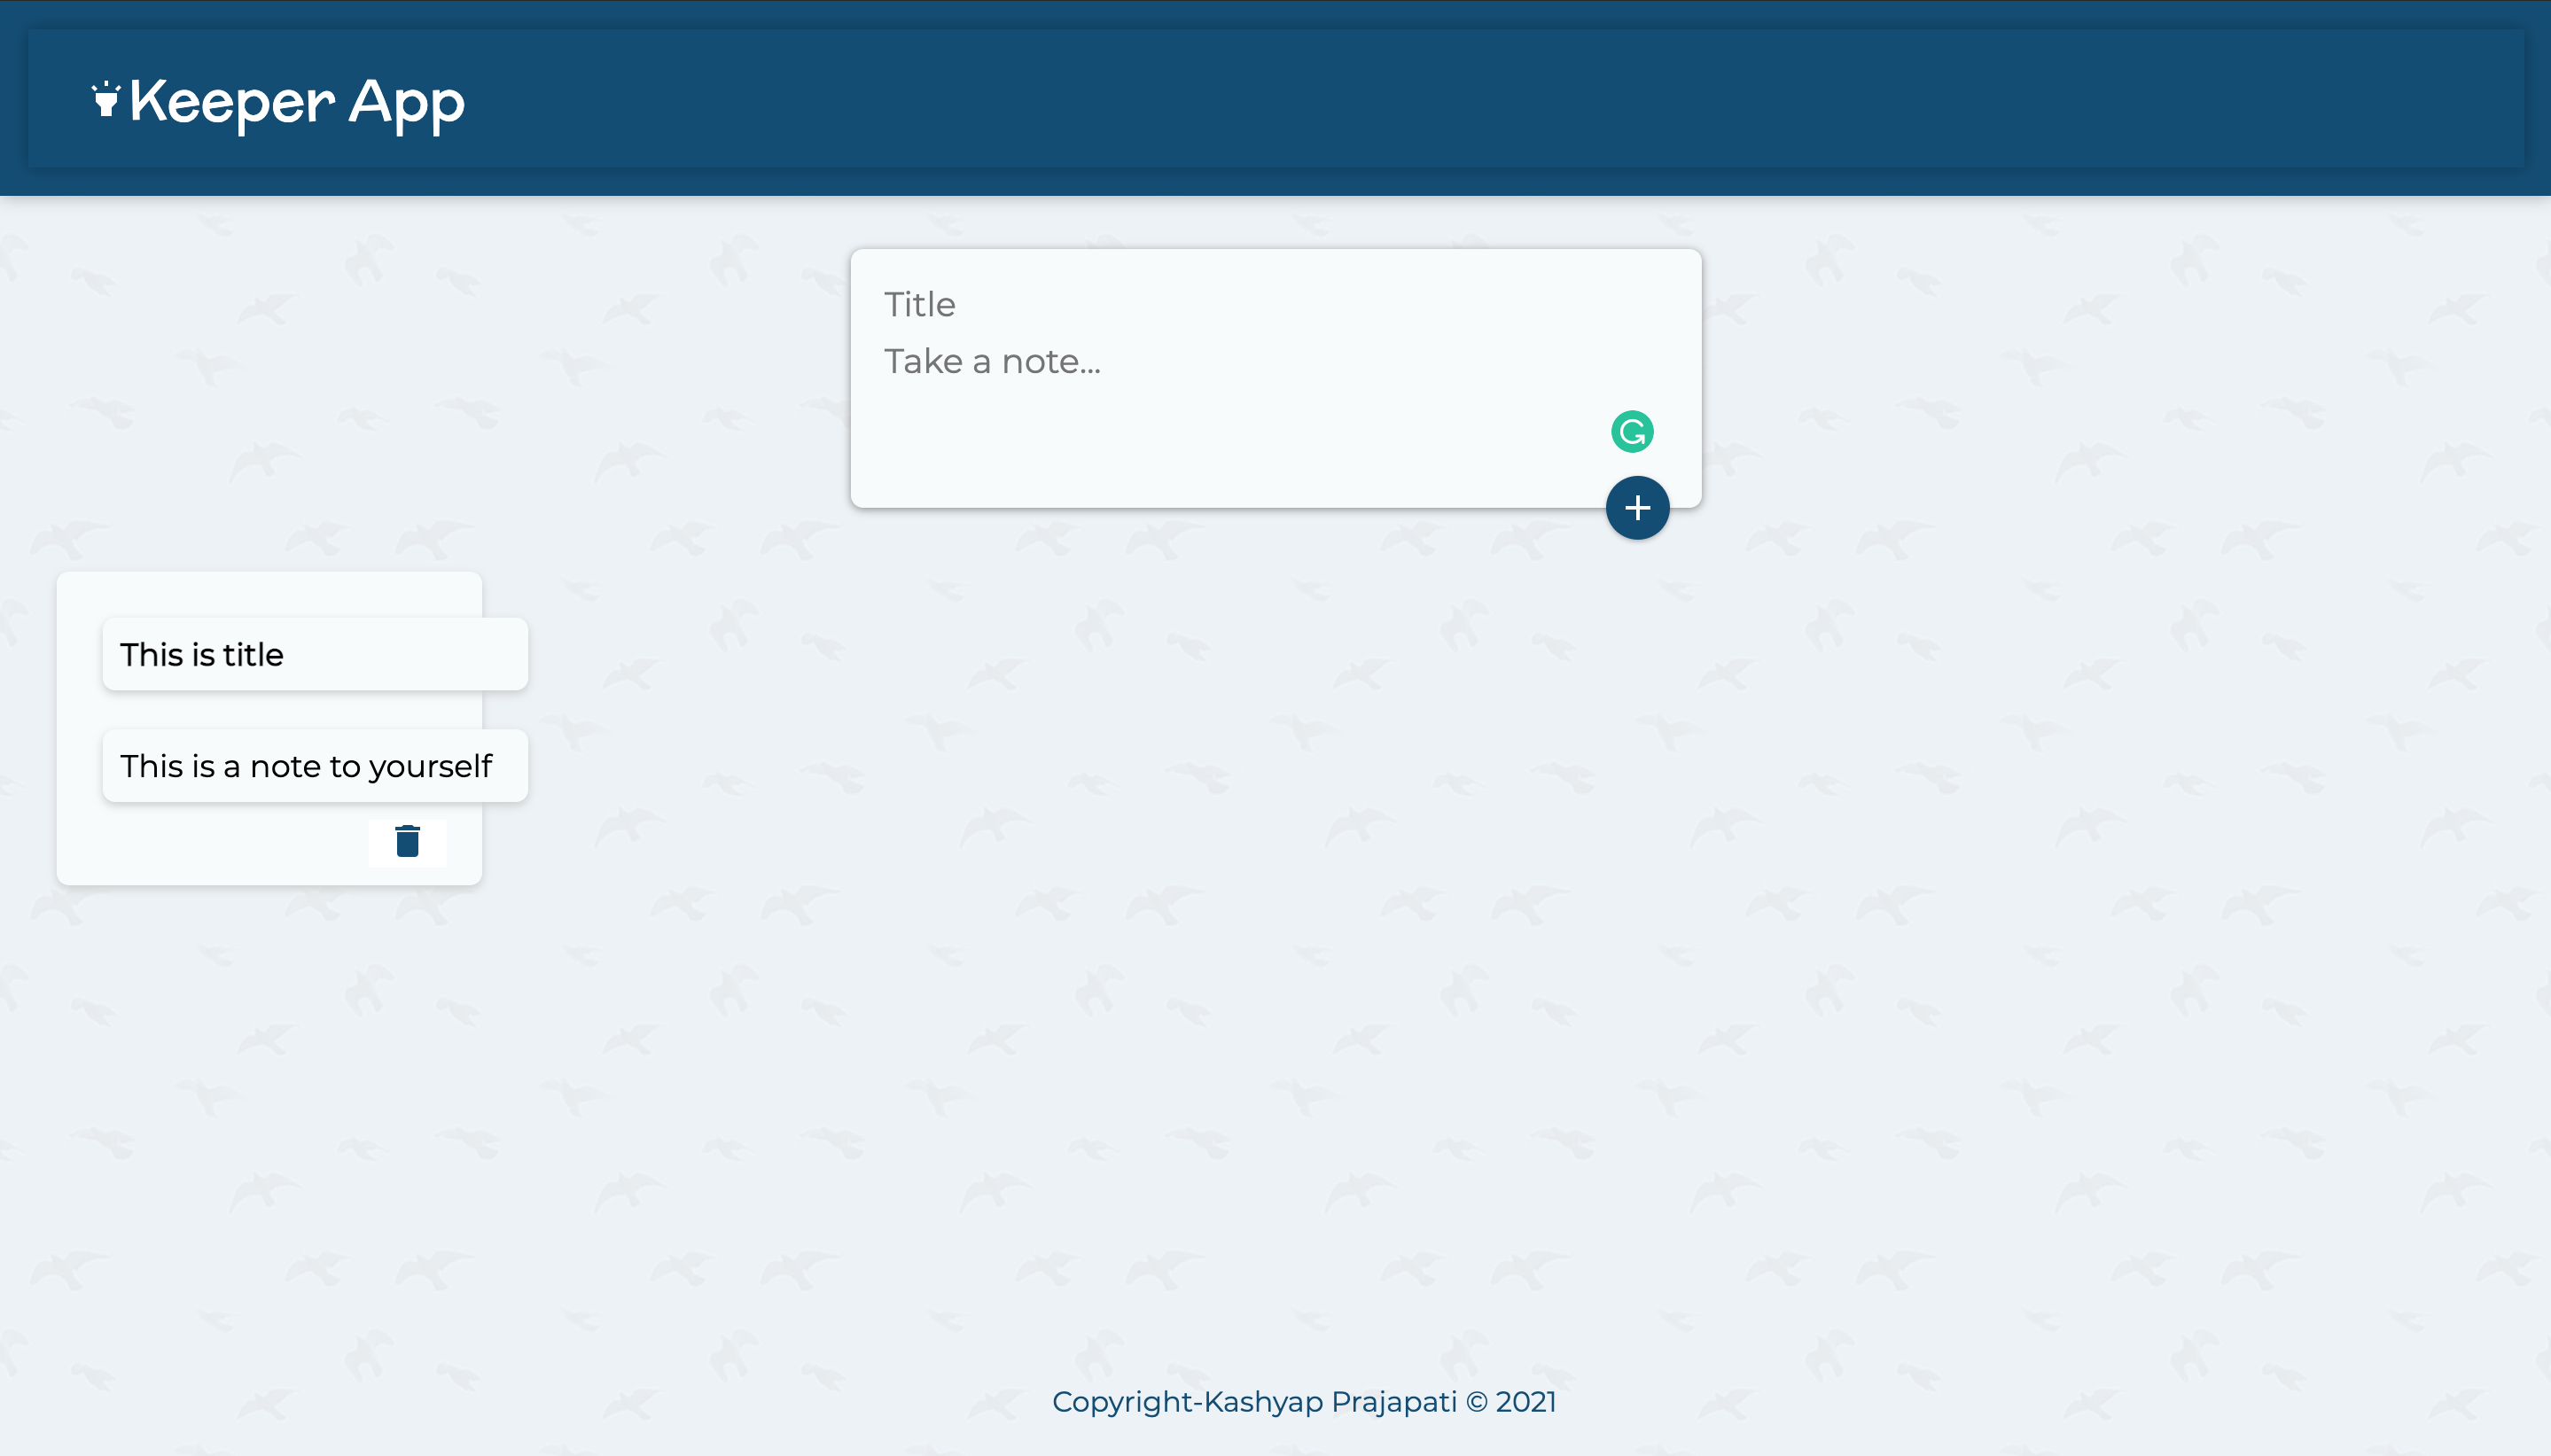 Keeper App
Title
Take a note...
This is title
This is a note to yourself
Copyright-Kashyap Prajapati © 2021